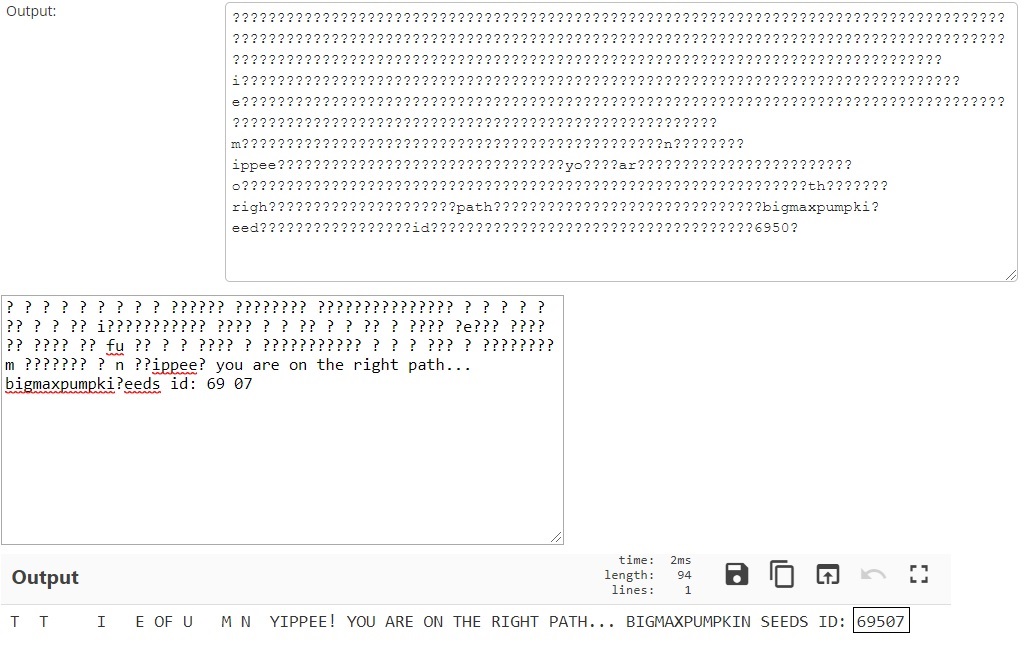 Output:
??????????????????????????????????????????????????????????????????????????????????????
??????????????????????????????????????????????????????????????????????????????????????
???????????????????????????????????????????????????????????????????????????????
i????????????????????????????????????????????????????????????????????????????????
e?????????????????????????????????????????????????????????????????????????????????????
??????????????????????????????????????????????????????
m???????????????????????????????????????????????n????????
ippee????????????????????????????????yo????ar????????????????????????
o???????????????????????????????????????????????????????????????th???????
righ?????????????????????path??????????????????????????????bigmaxpumpki?
eed?????????????????id????????????????????????????????????6950?
? ? ? ? ? ? ? ? ? ?????? ???????? ??????????????? ? ? ? ? ?
?? ? ? ?? i??????????? ???? ? ? ?? ? ? ?? ? ???? ?e??? ????
?? ???? ?? fu ?? ? ? ???? ? ??????????? ? ? ? ??? ? ????????
m ??????? ? n ??ippee? you are on the right path...
bigmaxpumpki?eeds id: 69 07
Output
time: 2ms
length: 94
lines: 1
T T I E OF U M N YIPPEE! YOU ARE ON THE RIGHT PATH... BIGMAXPUMPKIN SEEDS ID: 69507